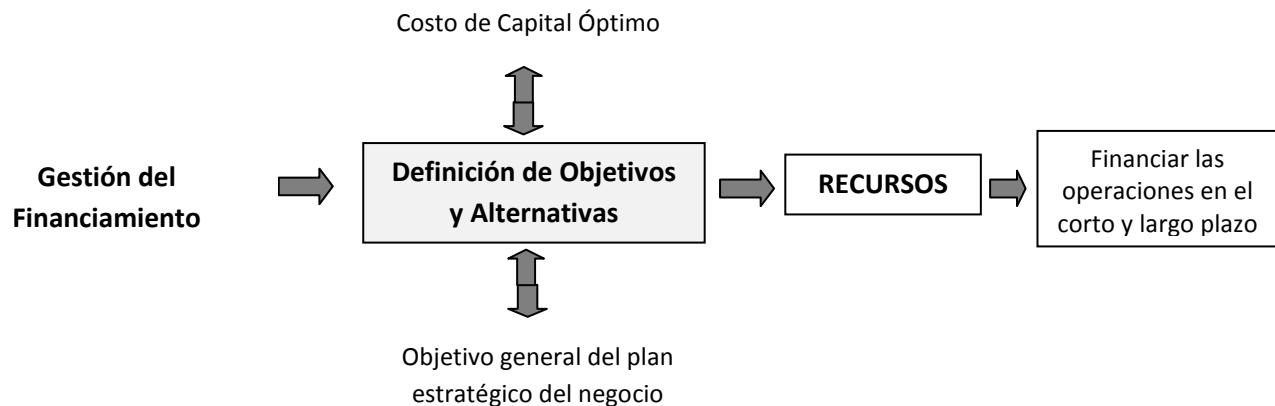 Costo de Capital Óptimo
Gestión del
Financiamiento
Definición de Objetivos
y Alternativas
RECURSOS
Financiar las
operaciones en el
corto y largo plazo
Objetivo general del plan
estratégico del negocio